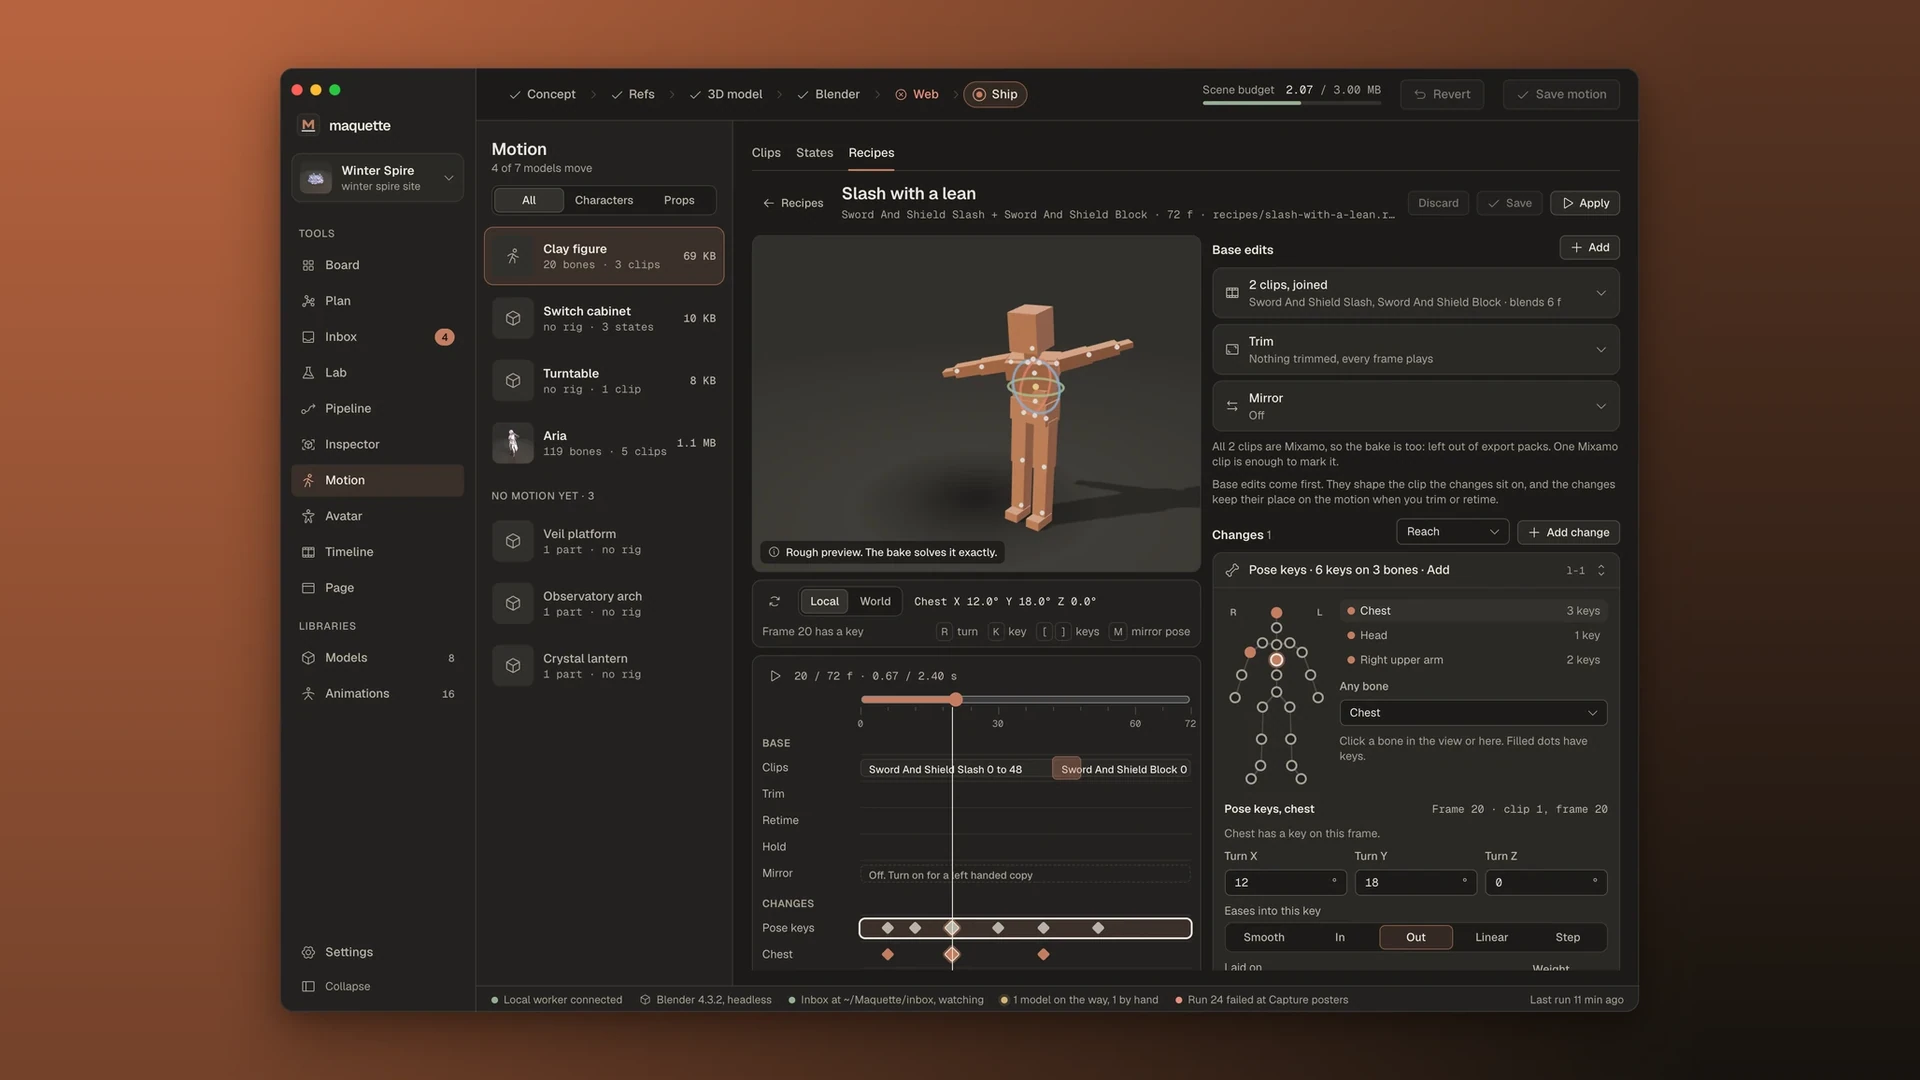 Concept
Refs
3D model
Blender
Web
Ship
Scene budget 2.07 / 3.00 MB
Revert
Save motion
M maquette
Winter Spire
winter spire site
TOOLS
Board
Plan
Inbox 4
Lab
Pipeline
Inspector
Motion
Avatar
Timeline
Page
LIBRARIES
Models 8
Animations 16
Settings
Collapse
Motion
4 of 7 models move
All Characters Props
Clay figure
20 bones · 3 clips
69 KB
Switch cabinet
no rig · 3 states
10 KB
Turntable
no rig · 1 clip
8 KB
Aria
119 bones · 5 clips
1.1 MB
NO MOTION YET · 3
Veil platform
1 part · no rig
Observatory arch
1 part · no rig
Crystal lantern
1 part · no rig
Clips States Recipes
Recipes
Slash with a lean
Sword And Shield Slash + Sword And Shield Block · 72 f · recipes/slash-with-a-lean.r…
Discard
Save
Apply
Rough preview. The bake solves it exactly.
Local World Chest X 12.0° Y 18.0° Z 0.0°
Frame 20 has a key
R turn K key [ ] keys M mirror pose
20 / 72 f · 0.67 / 2.40 s
0 30 60 72
BASE
Clips Sword And Shield Slash 0 to 48 Sword And Shield Block 0
Trim
Retime
Hold
Mirror Off. Turn on for a left handed copy
CHANGES
Pose keys
Chest
Base edits
Add
2 clips, joined
Sword And Shield Slash, Sword And Shield Block · blends 6 f
Trim
Nothing trimmed, every frame plays
Mirror
Off
All 2 clips are Mixamo, so the bake is too: left out of export packs. One Mixamo
clip is enough to mark it.
Base edits come first. They shape the clip the changes sit on, and the changes
keep their place on the motion when you trim or retime.
Changes 1
Reach
Add change
Pose keys · 6 keys on 3 bones · Add
l-1
R L
Chest 3 keys
Head 1 key
Right upper arm 2 keys
Any bone
Chest
Click a bone in the view or here. Filled dots have
keys.
Pose keys, chest
Frame 20 · clip 1, frame 20
Chest has a key on this frame.
Turn X Turn Y Turn Z
12 ° 18 ° 0 °
Eases into this key
Smooth In Out Linear Step
Laid on Weight
Local worker connected
Blender 4.3.2, headless
Inbox at ~/Maquette/inbox, watching
1 model on the way, 1 by hand
Run 24 failed at Capture posters
Last run 11 min ago